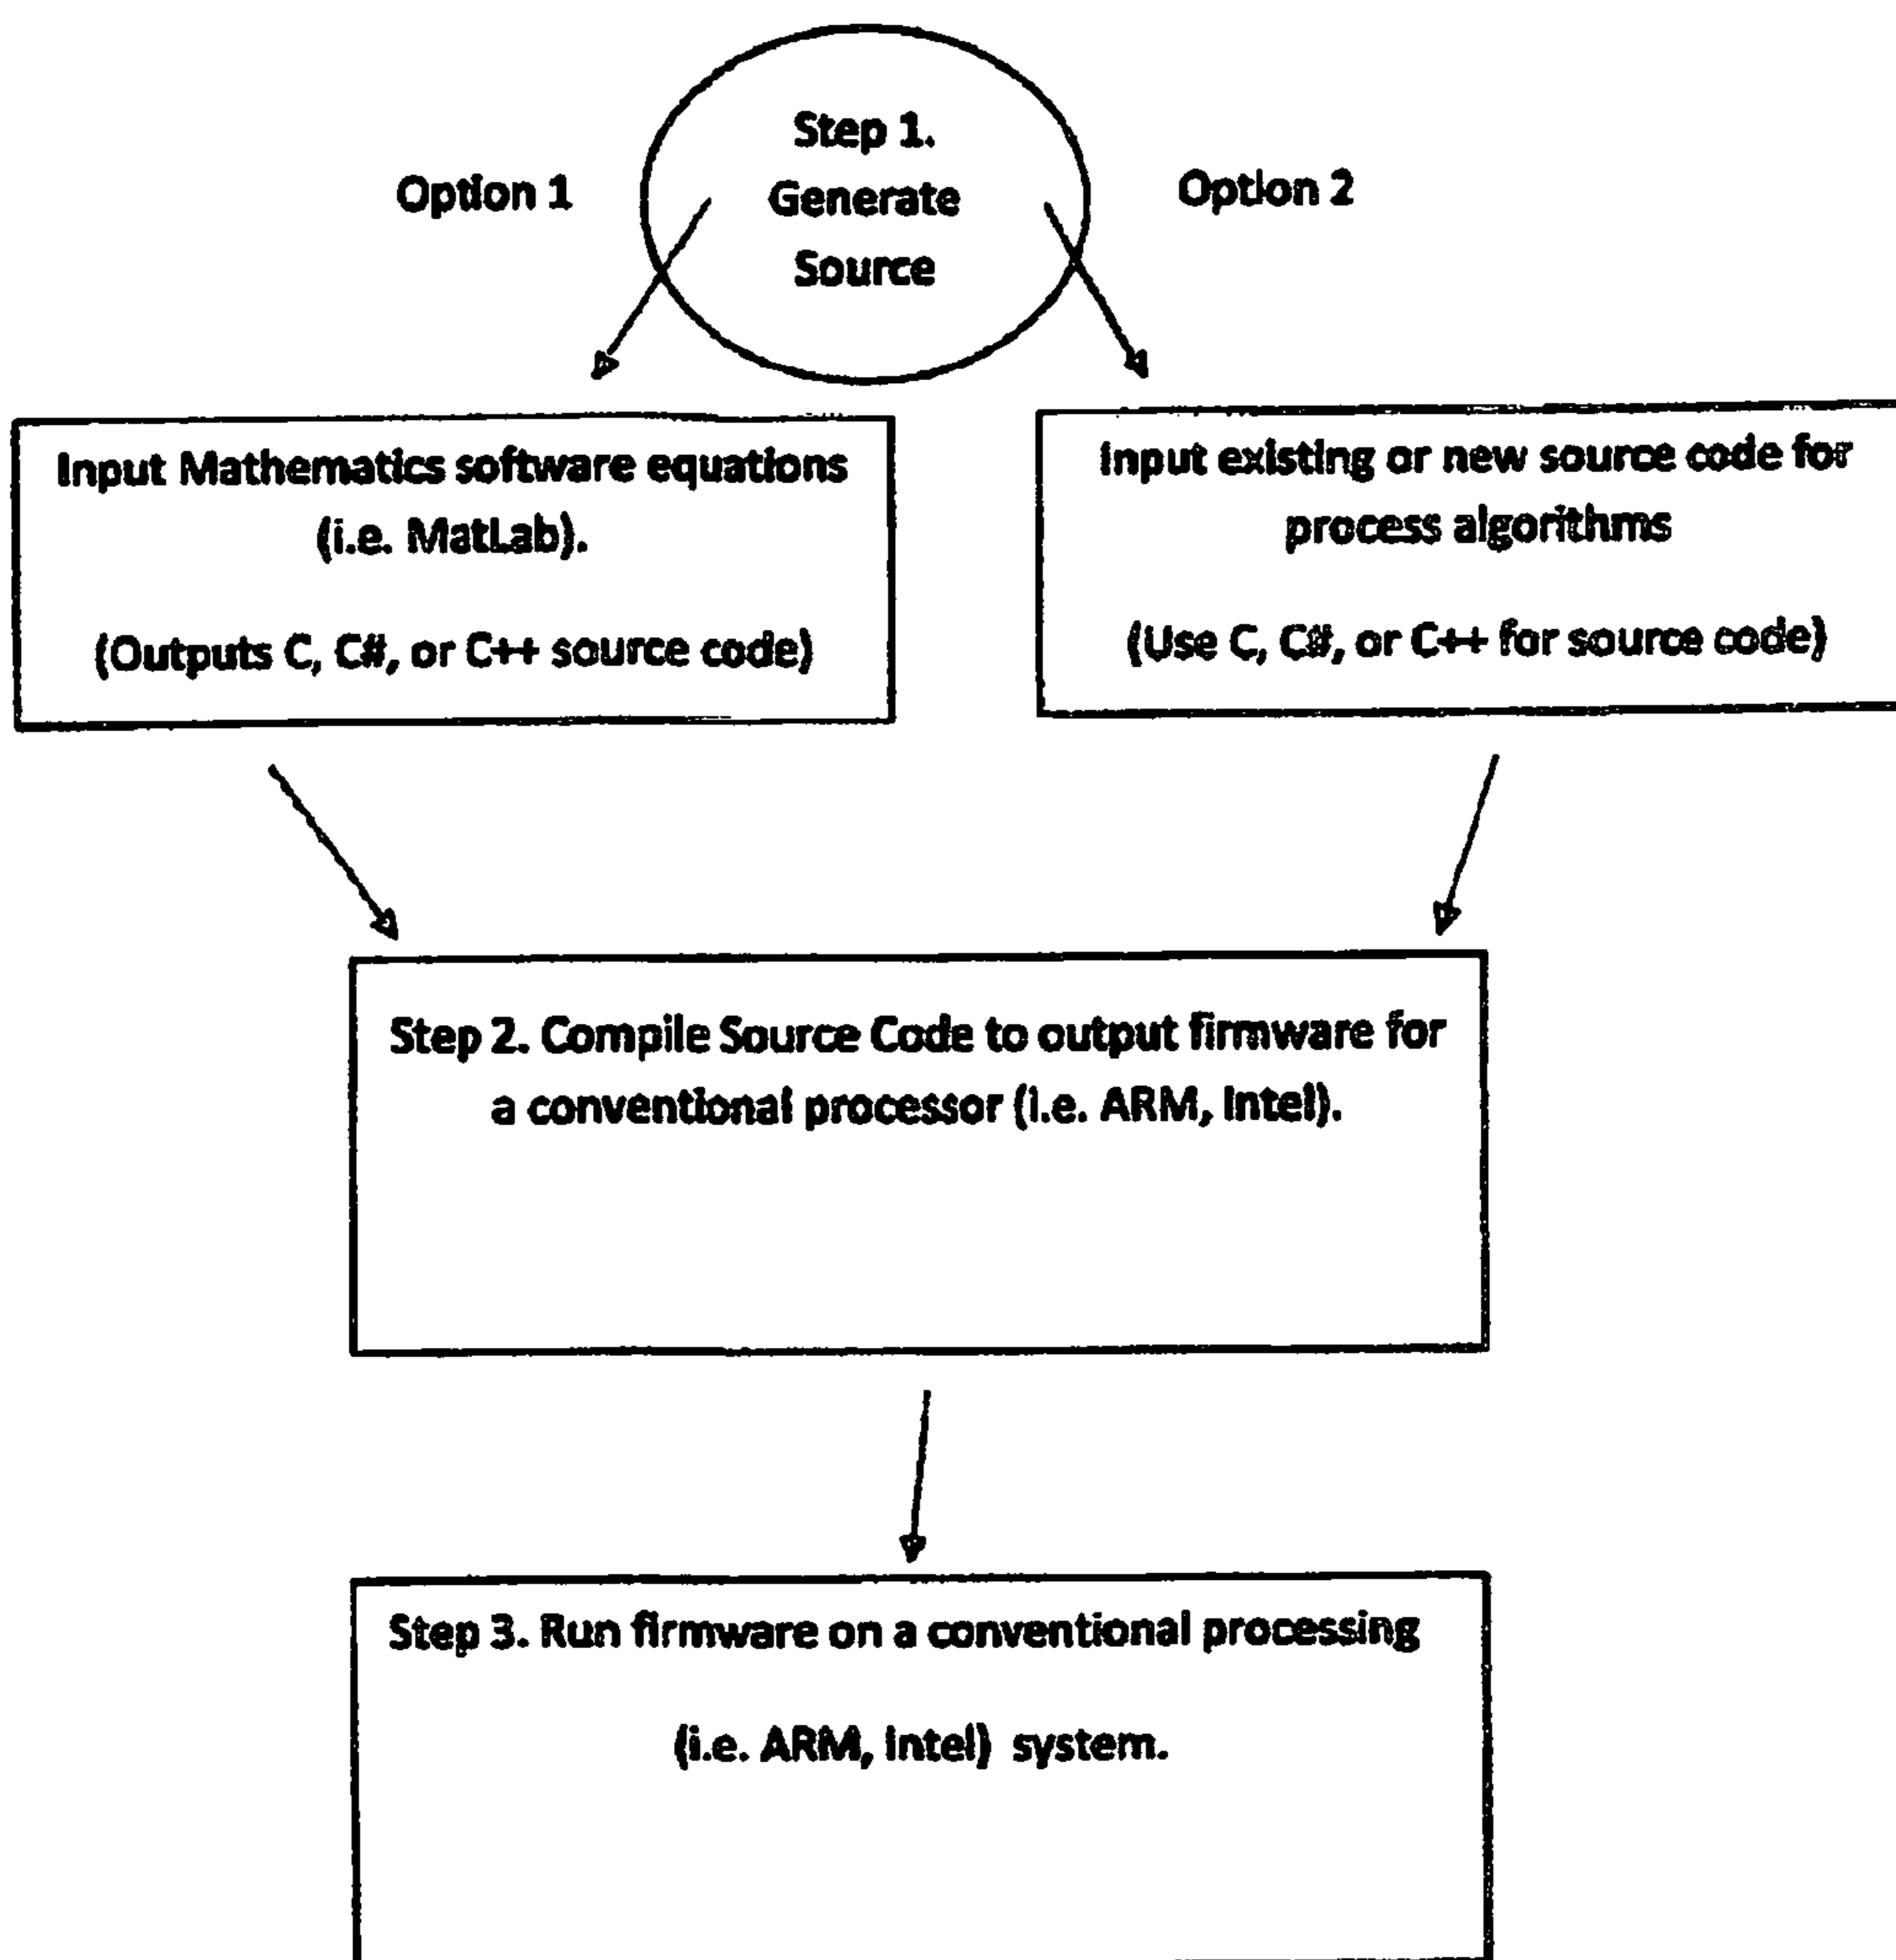 Step 1.
Generate
Source
Option 1
Option 2
Input Mathematics software equations
(i.e. MatLab).
(Outputs C, C#, or C++ source code)
Input existing or new source code for
process algorithms
(Use C, C#, or C++ for source code)
Step 2. Compile Source Code to output firmware for
a conventional processor (i.e. ARM, Intel).
Step 3. Run firmware on a conventional processing
(i.e. ARM, Intel) system.